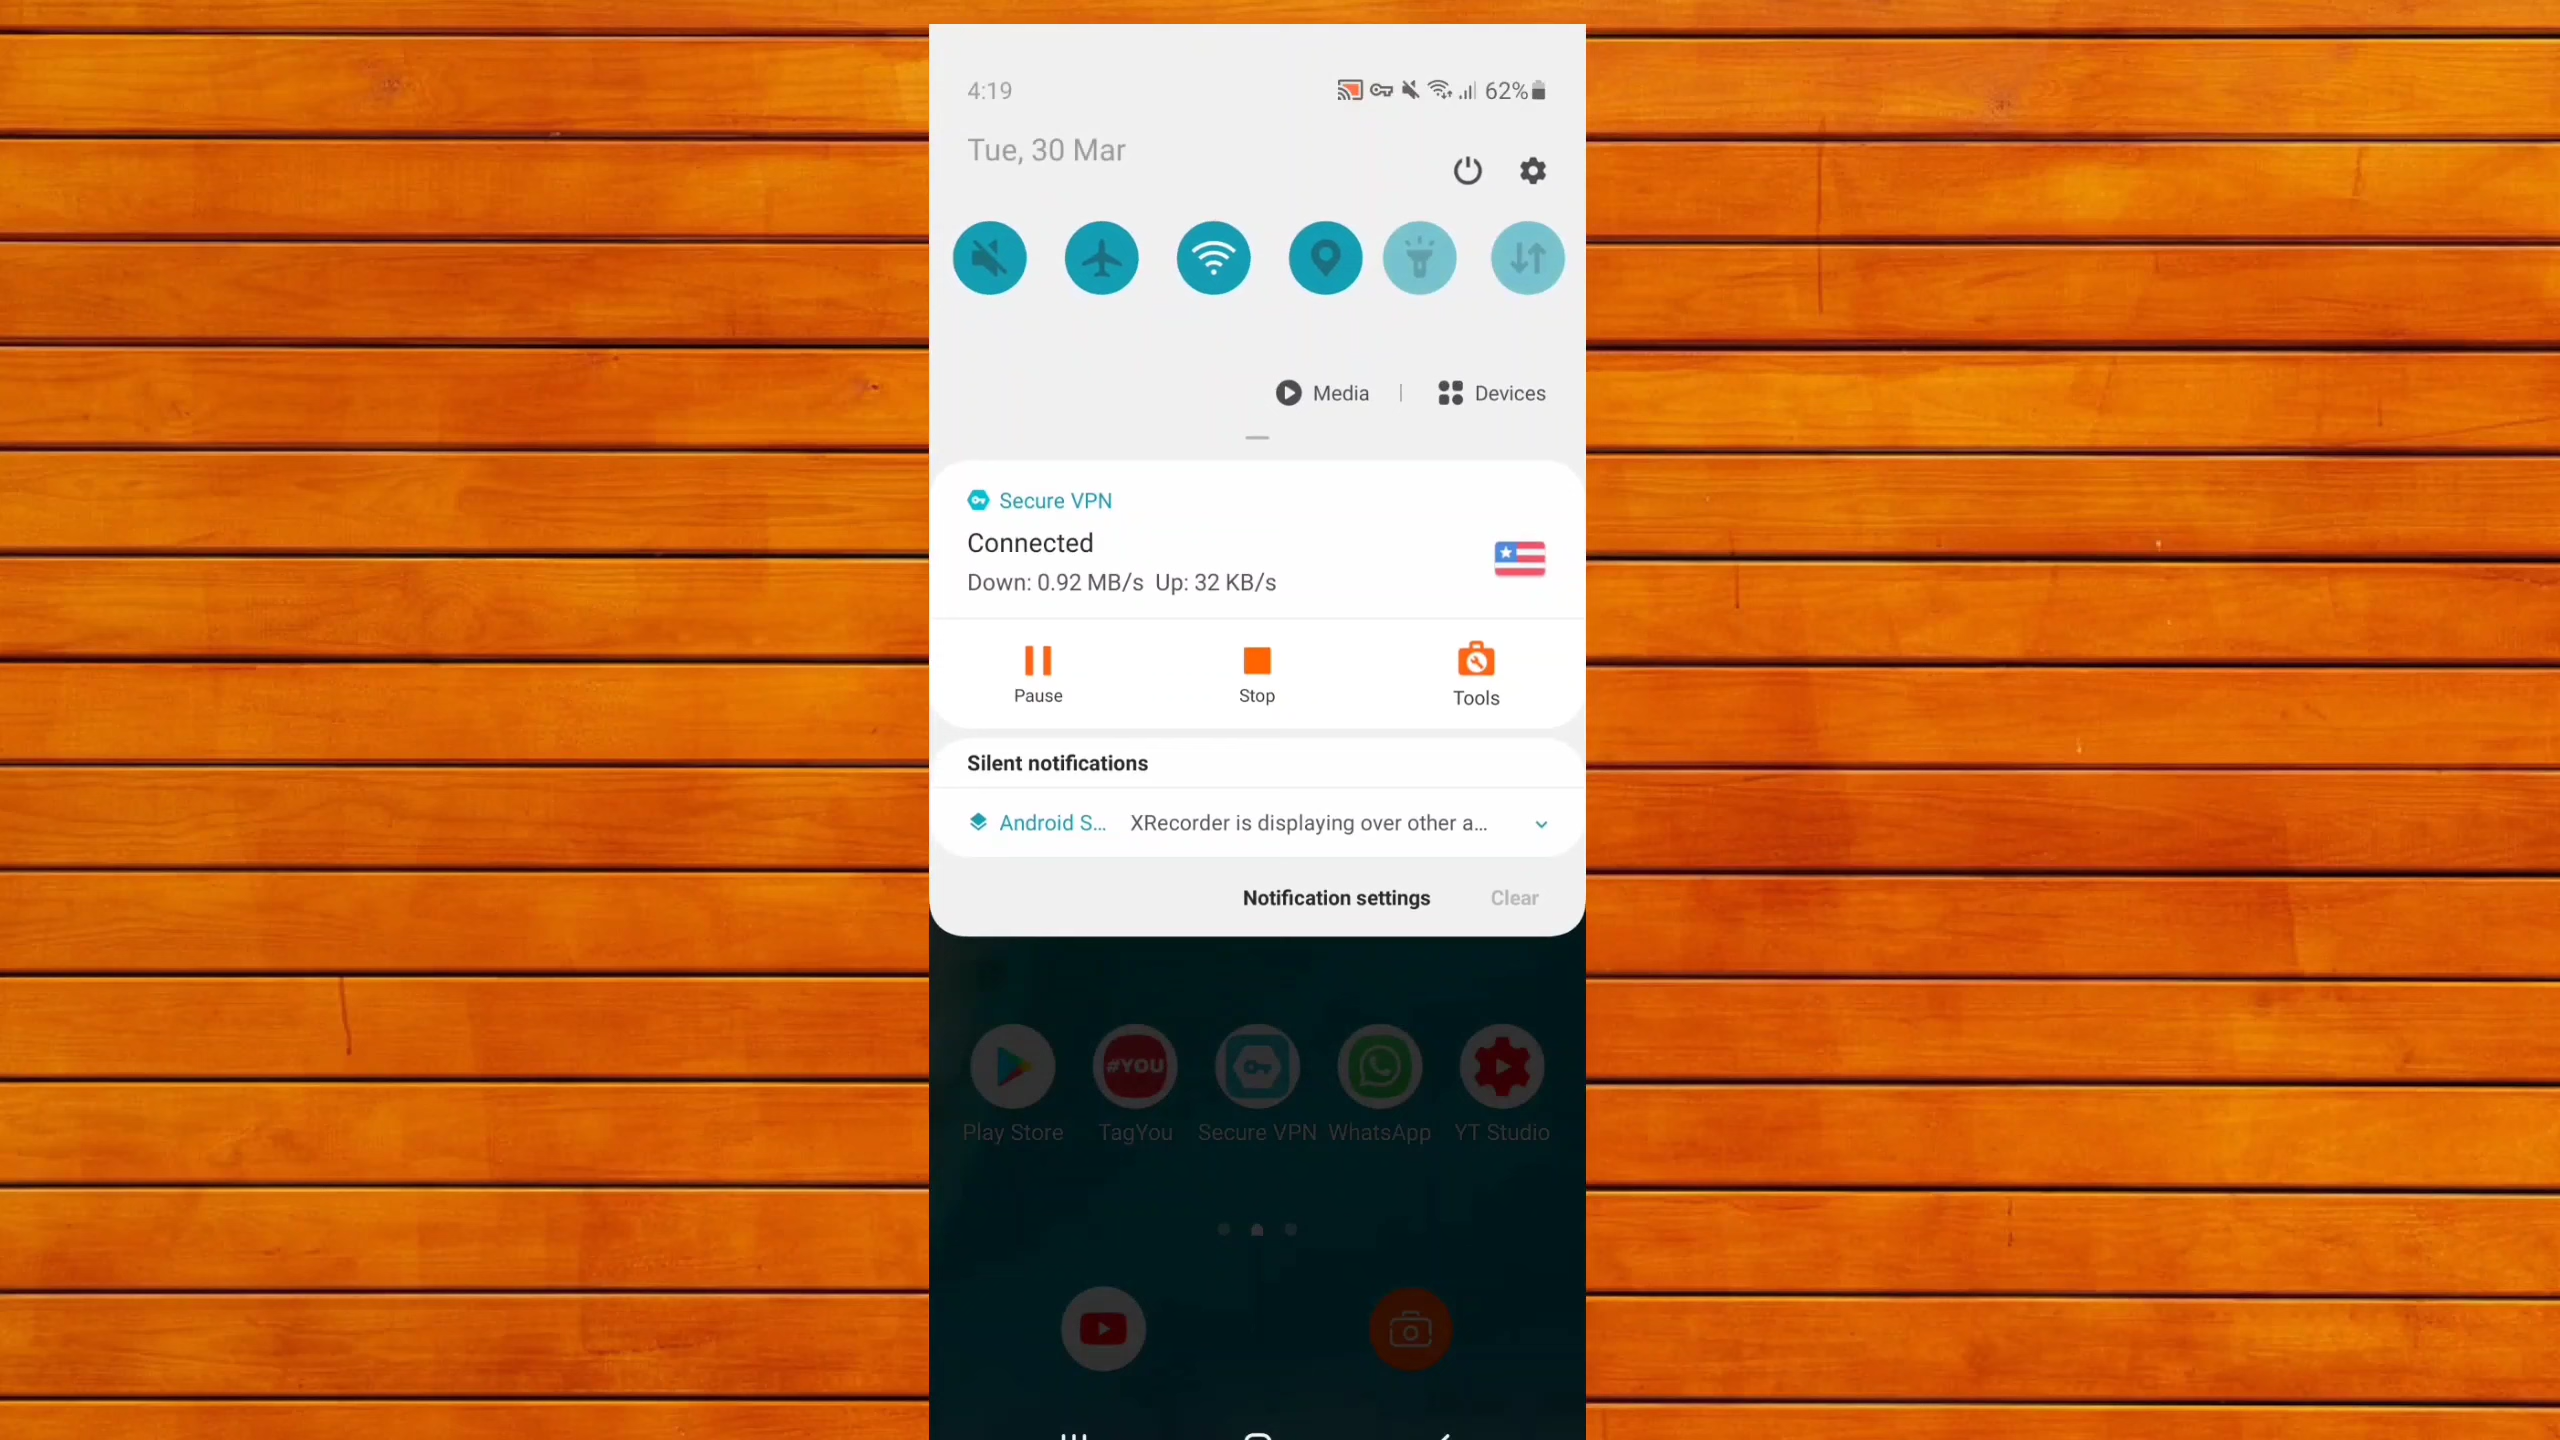 4:19
62%
Tue, 30 Mar
Media | Devices
Secure VPN
Connected
Down: 0.92 MB/s Up: 32 KB/s
Pause Stop Tools
Silent notifications
Android S... XRecorder is displaying over other a...
Notification settings Clear
#YOU
Play Store TagYou Secure VPN WhatsApp YT Studio